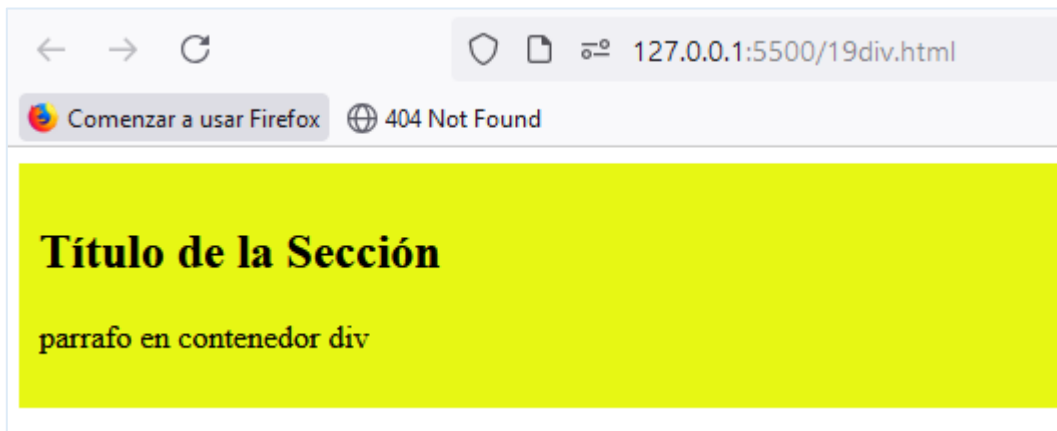 127.0.0.1:5500/19div.html
Comenzar a usar Firefox 404 Not Found
Título de la Sección
parrafo en contenedor div